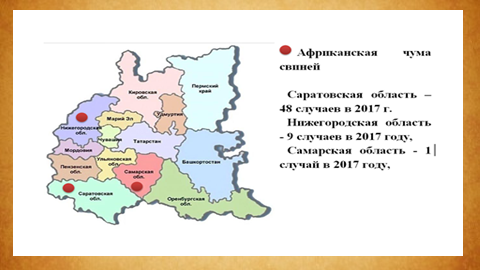 Кировская
обл.
Пермский
край
Нижегородская
обл.
Марий Эл
Удмуртия
Чувашия
Мордовия
Татарстан
Ульяновская
обл.
Пензенская
обл.
Башкортостан
Самарская
обл.
Саратовская
обл.
Оренбургская
обл.
Африканская чума
свиней
Саратовская область –
48 случаев в 2017 г.
Нижегородская область
- 9 случаев в 2017 году,
Самарская область - 1
случай в 2017 году,